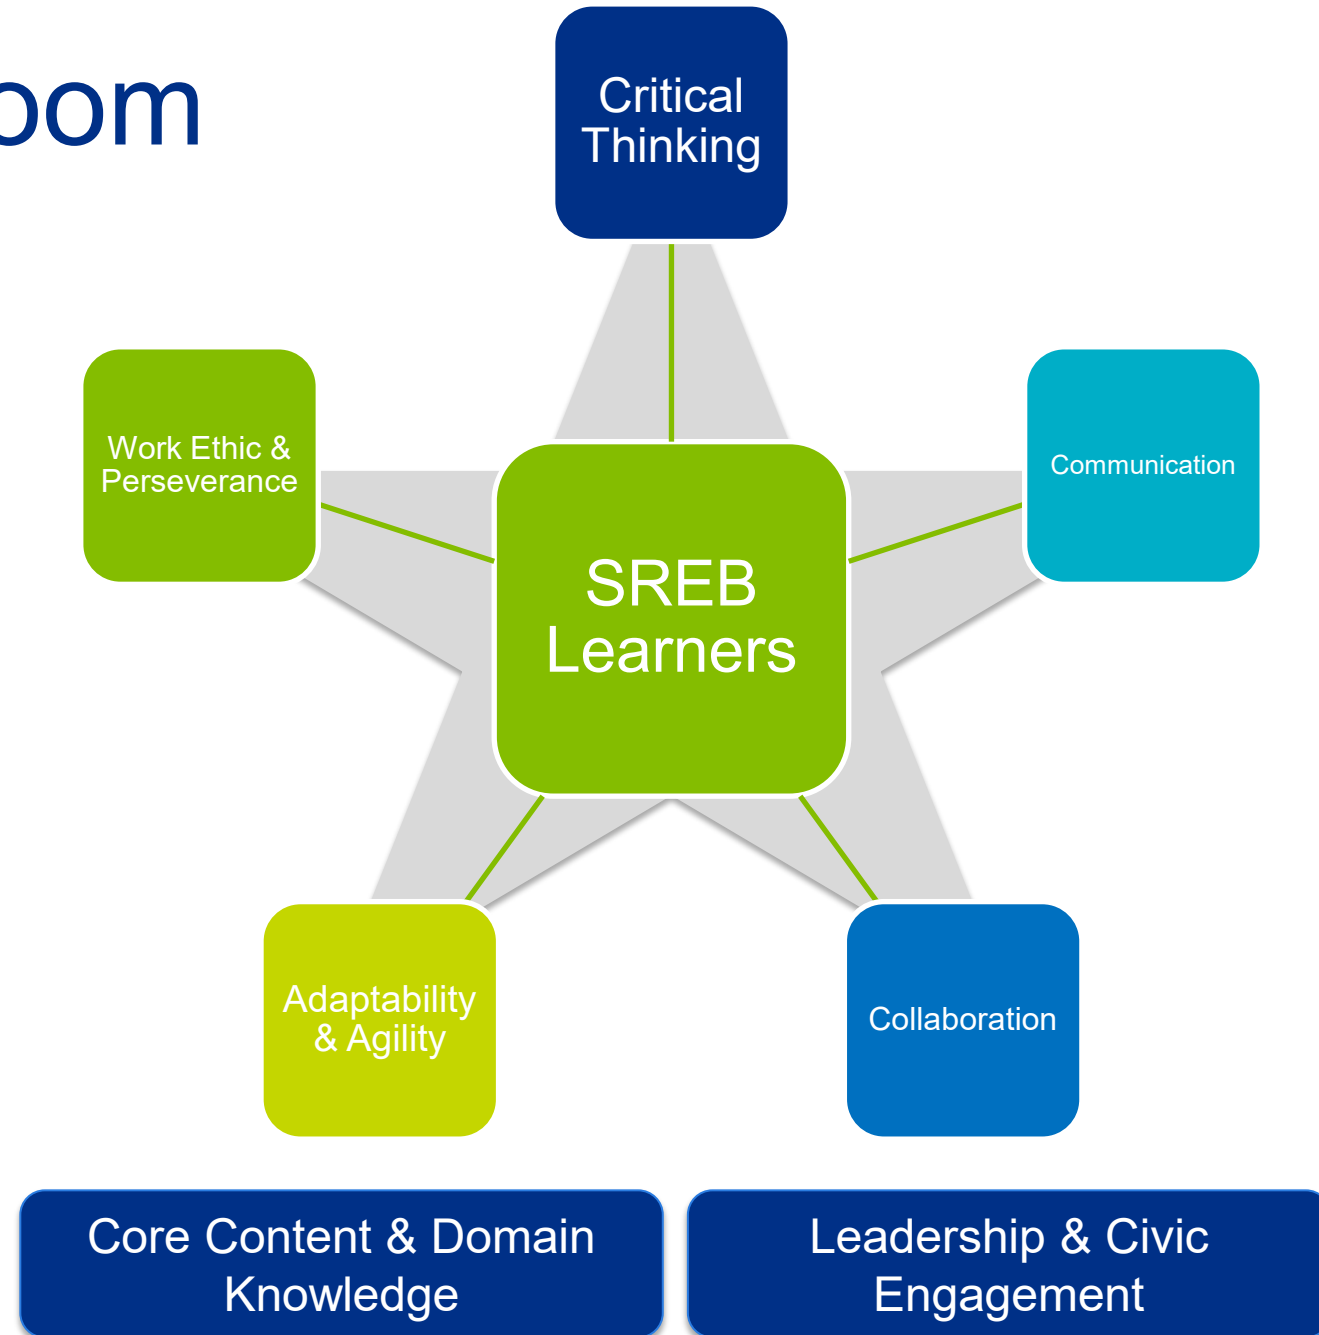 oom
Critical
Thinking
Work Ethic &
Perseverance
Communication
SREB
Learners
Adaptability
& Agility
Collaboration
Core Content & Domain
Knowledge
Leadership & Civic
Engagement